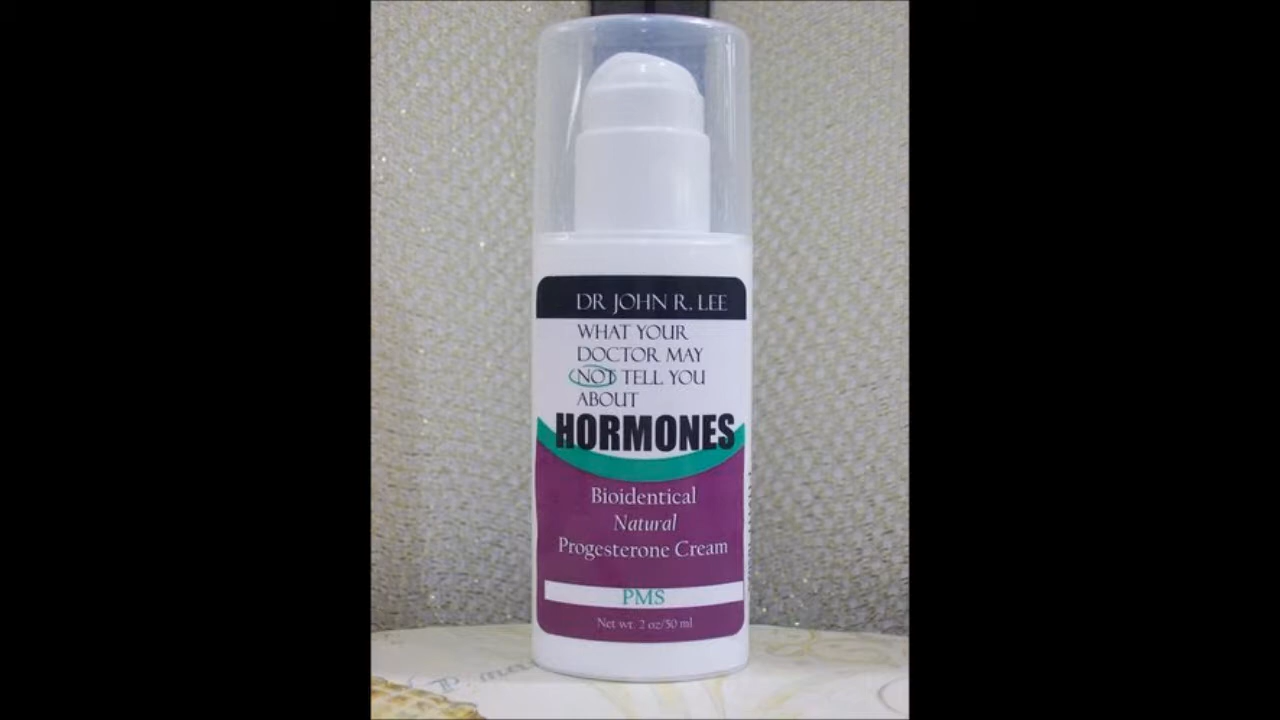 DR JOHN R. LEE
WHAT YOUR
DOCTOR MAY
NOT TELL YOU
ABOUT
HORMONES
Bioidentical
Natural
Progesterone Cream
PMS
Net wt. 2 oz/50 ml